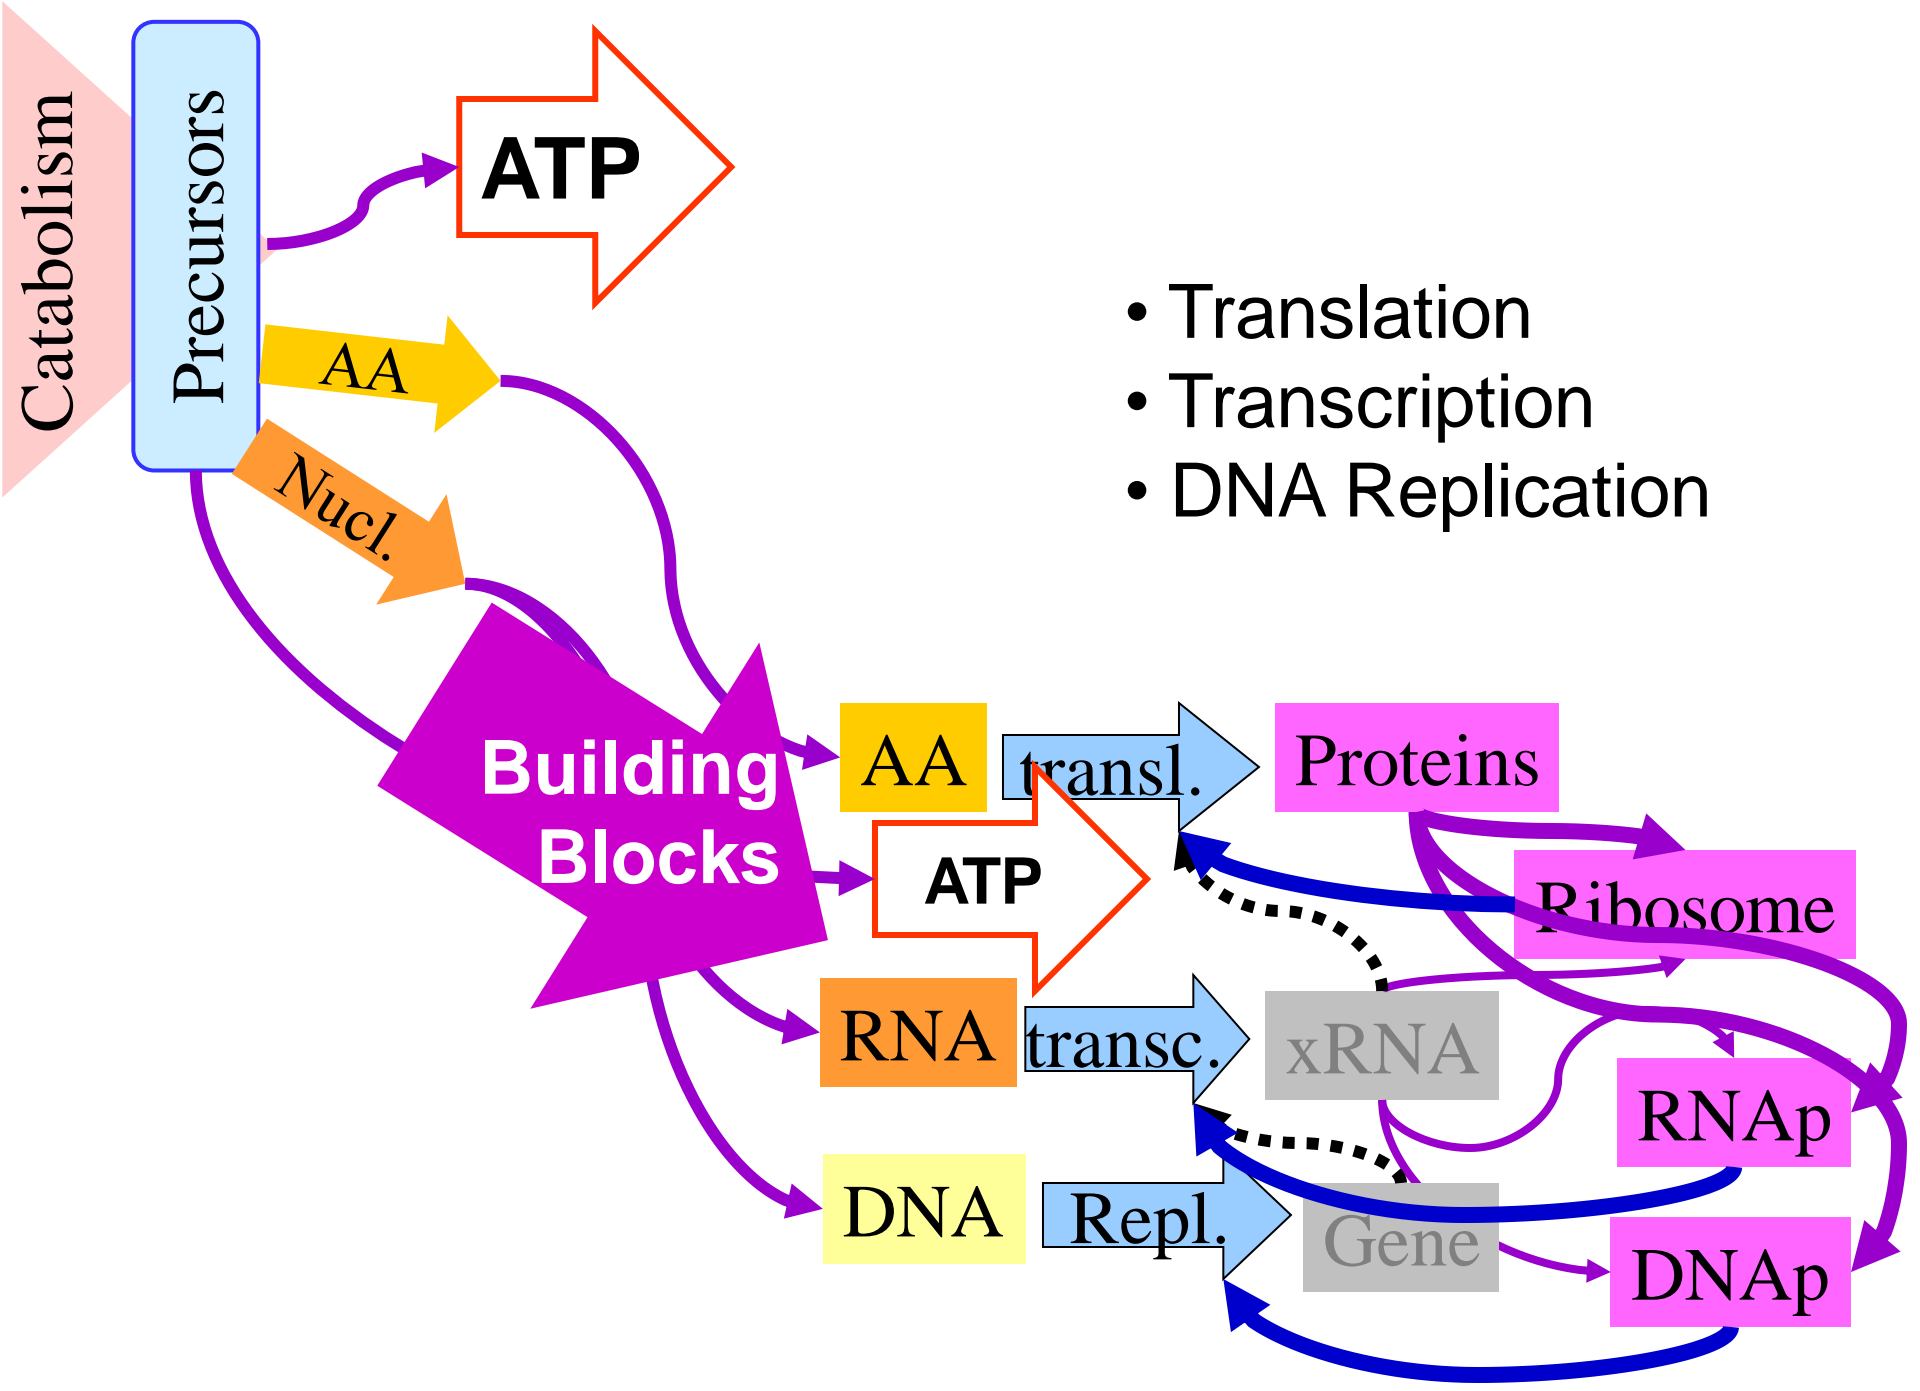 Catabolism
Precursors
ATP
AA
Nucl.
• Translation
• Transcription
• DNA Replication
Building
Blocks
AA
transl.
Proteins
ATP
Ribosome
RNA
transc.
xRNA
RNAp
DNA
Repl.
Gene
DNAp